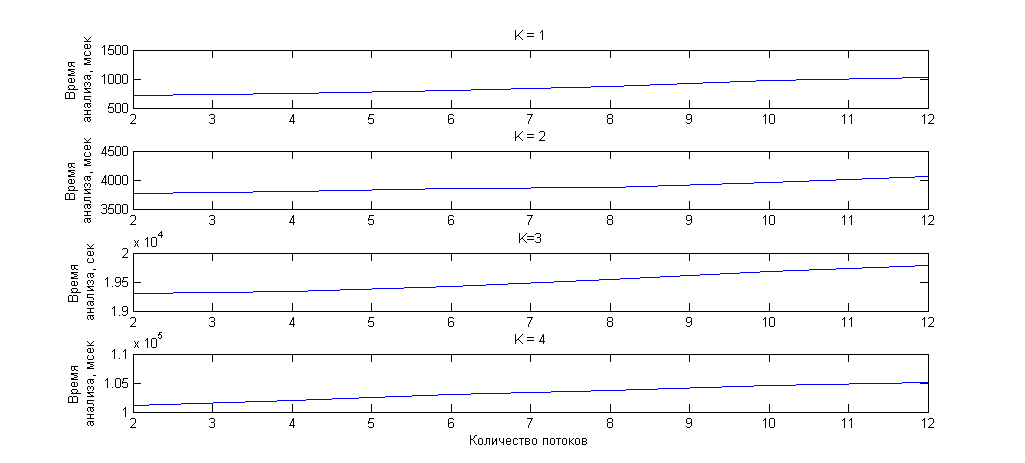 K = 1
Время
анализа, мсек
1500
1000
500
2 3 4 5 6 7 8 9 10 11 12
K = 2
Время
анализа, мсек
4500
4000
3500
2 3 4 5 6 7 8 9 10 11 12
K=3
x 10^4
Время
анализа, сек
2
1.95
1.9
2 3 4 5 6 7 8 9 10 11 12
K = 4
x 10^5
Время
анализа, мсек
1.1
1.05
1
2 3 4 5 6 7 8 9 10 11 12
Количество потоков